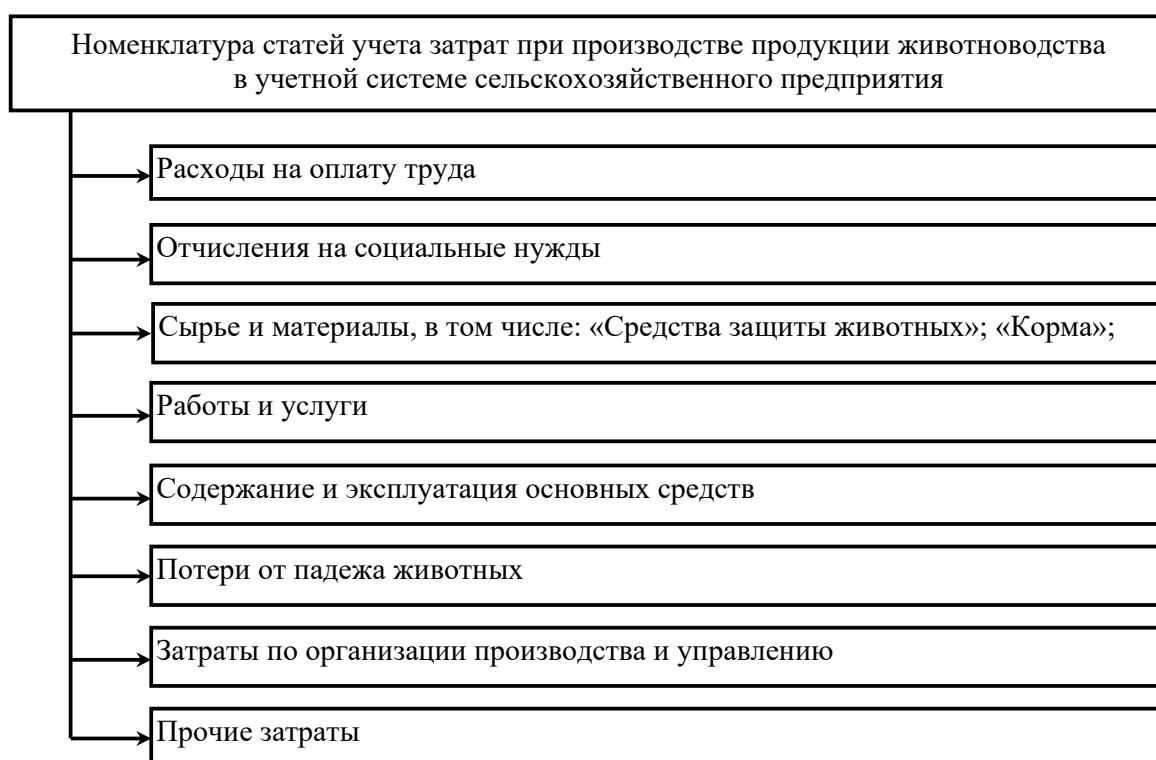 Номенклатура статей учета затрат при производстве продукции животноводства
в учетной системе сельскохозяйственного предприятия
Расходы на оплату труда
Отчисления на социальные нужды
Сырье и материалы, в том числе: «Средства защиты животных»; «Корма»;
Работы и услуги
Содержание и эксплуатация основных средств
Потери от падежа животных
Затраты по организации производства и управлению
Прочие затраты